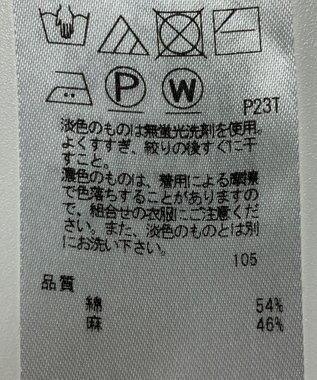 P W
P23T
淡色のものは無蛍光洗剤を使用。
よくすすぎ、絞りの後すぐに干
すこと。
濃色のものは、着用による摩擦
で色落ちすることがありますの
で、組合せの衣服にご注意くだ
さい。また、淡色のものとは別
にお洗い下さい。
105
品質
綿 54%
麻 46%